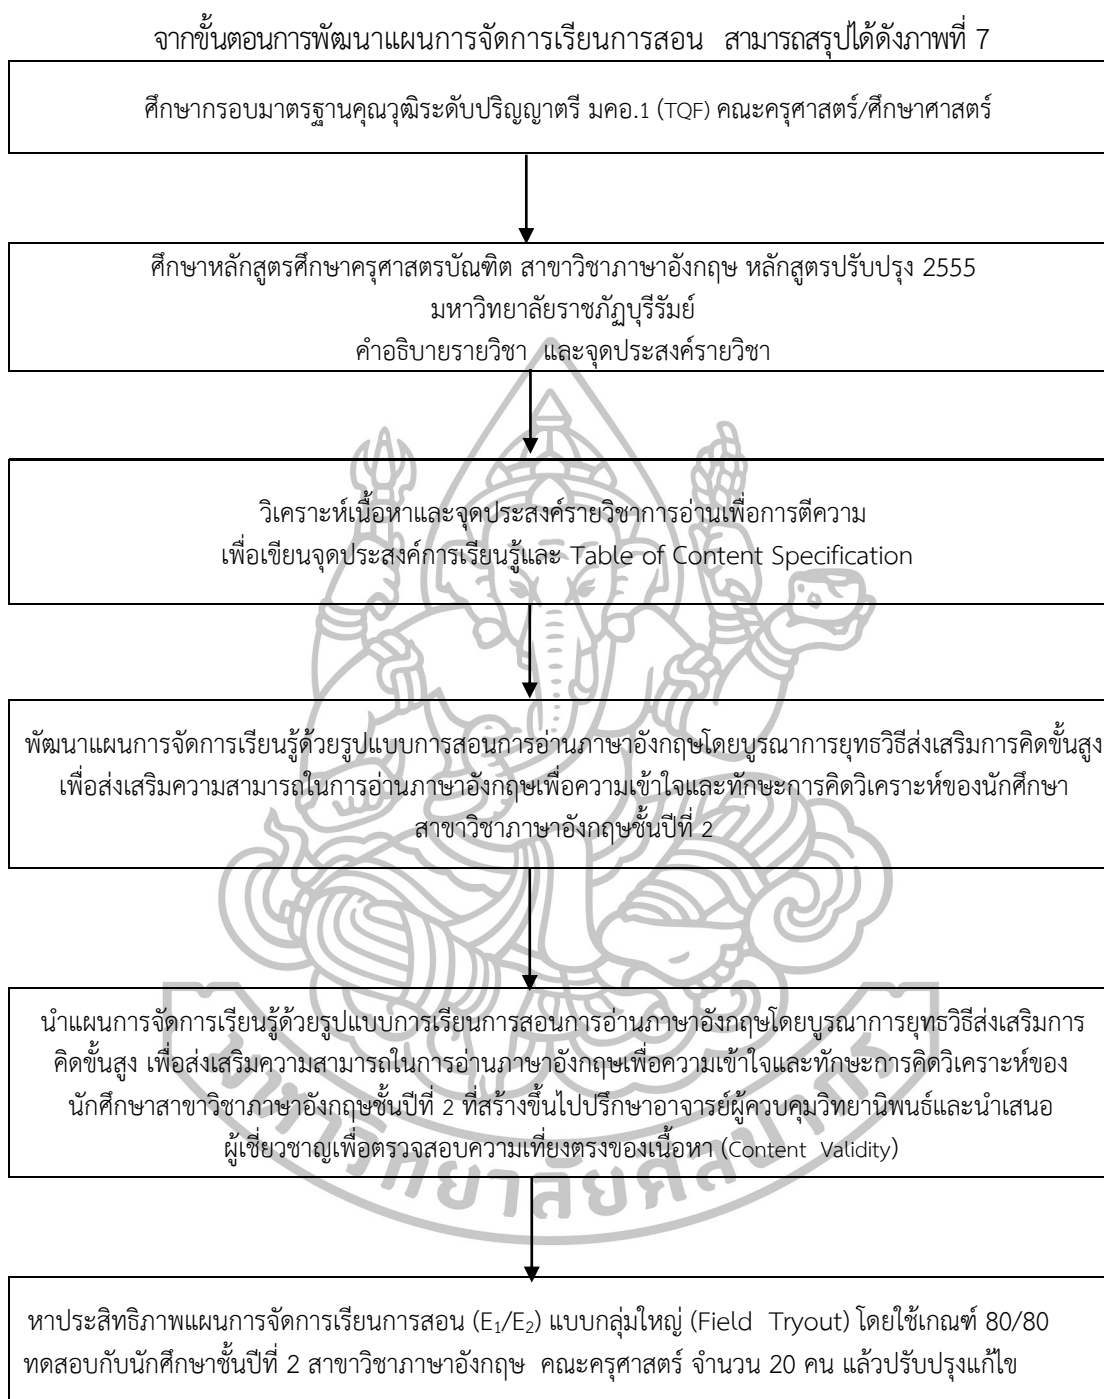 จากขั้นตอนการพัฒนาแผนการจัดการเรียนการสอน สามารถสรุปได้ดังภาพที่ 7
ศึกษากรอบมาตรฐานคุณวุฒิระดับปริญญาตรี มคอ.1 (TQF) คณะครุศาสตร์/ศึกษาศาสตร์
ศึกษาหลักสูตรศึกษาครุศาสตรบัณฑิต สาขาวิชาภาษาอังกฤษ หลักสูตรปรับปรุง 2555
มหาวิทยาลัยราชภัฏบุรีรัมย์
คำอธิบายรายวิชา และจุดประสงค์รายวิชา
วิเคราะห์เนื้อหาและจุดประสงค์รายวิชาการอ่านเพื่อการตีความ
เพื่อเขียนจุดประสงค์การเรียนรู้และ Table of Content Specification
พัฒนาแผนการจัดการเรียนรู้ด้วยรูปแบบการสอนการอ่านภาษาอังกฤษโดยบูรณาการยุทธวิธีส่งเสริมการคิดขั้นสูง
เพื่อส่งเสริมความสามารถในการอ่านภาษาอังกฤษเพื่อความเข้าใจและทักษะการคิดวิเคราะห์ของนักศึกษา
สาขาวิชาภาษาอังกฤษชั้นปีที่ 2
นำแผนการจัดการเรียนรู้ด้วยรูปแบบการเรียนการสอนการอ่านภาษาอังกฤษโดยบูรณาการยุทธวิธีส่งเสริมการ
คิดขั้นสูง เพื่อส่งเสริมความสามารถในการอ่านภาษาอังกฤษเพื่อความเข้าใจและทักษะการคิดวิเคราะห์ของ
นักศึกษาสาขาวิชาภาษาอังกฤษชั้นปีที่ 2 ที่สร้างขึ้นไปปรึกษาอาจารย์ผู้ควบคุมวิทยานิพนธ์และนำเสนอ
ผู้เชี่ยวชาญเพื่อตรวจสอบความเที่ยงตรงของเนื้อหา (Content Validity)
มหาวิทยาลัยศิลปากร
หาประสิทธิภาพแผนการจัดการเรียนการสอน (E₁/E₂) แบบกลุ่มใหญ่ (Field Tryout) โดยใช้เกณฑ์ 80/80
ทดสอบกับนักศึกษาชั้นปีที่ 2 สาขาวิชาภาษาอังกฤษ คณะครุศาสตร์ จำนวน 20 คน แล้วปรับปรุงแก้ไข